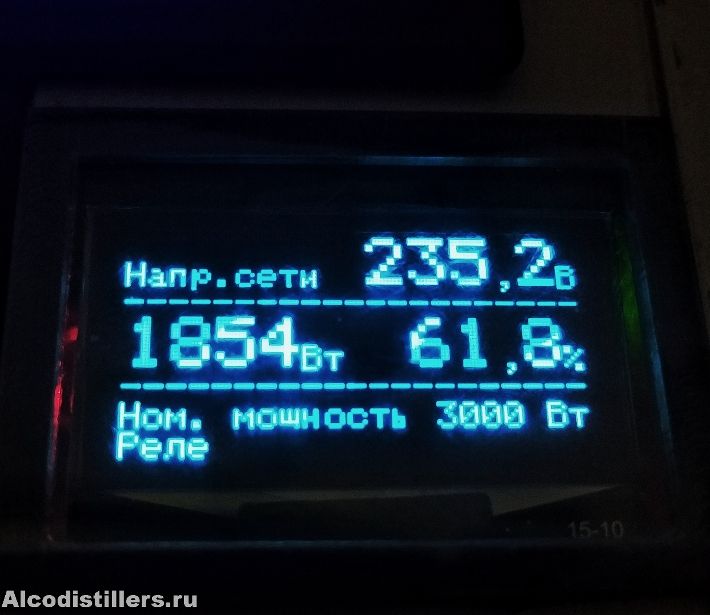 Напр.сети 235,2В
1854Вт 61,8%
Ном. мощность 3000 Вт
Реле
15-10
Alcodistillers.ru